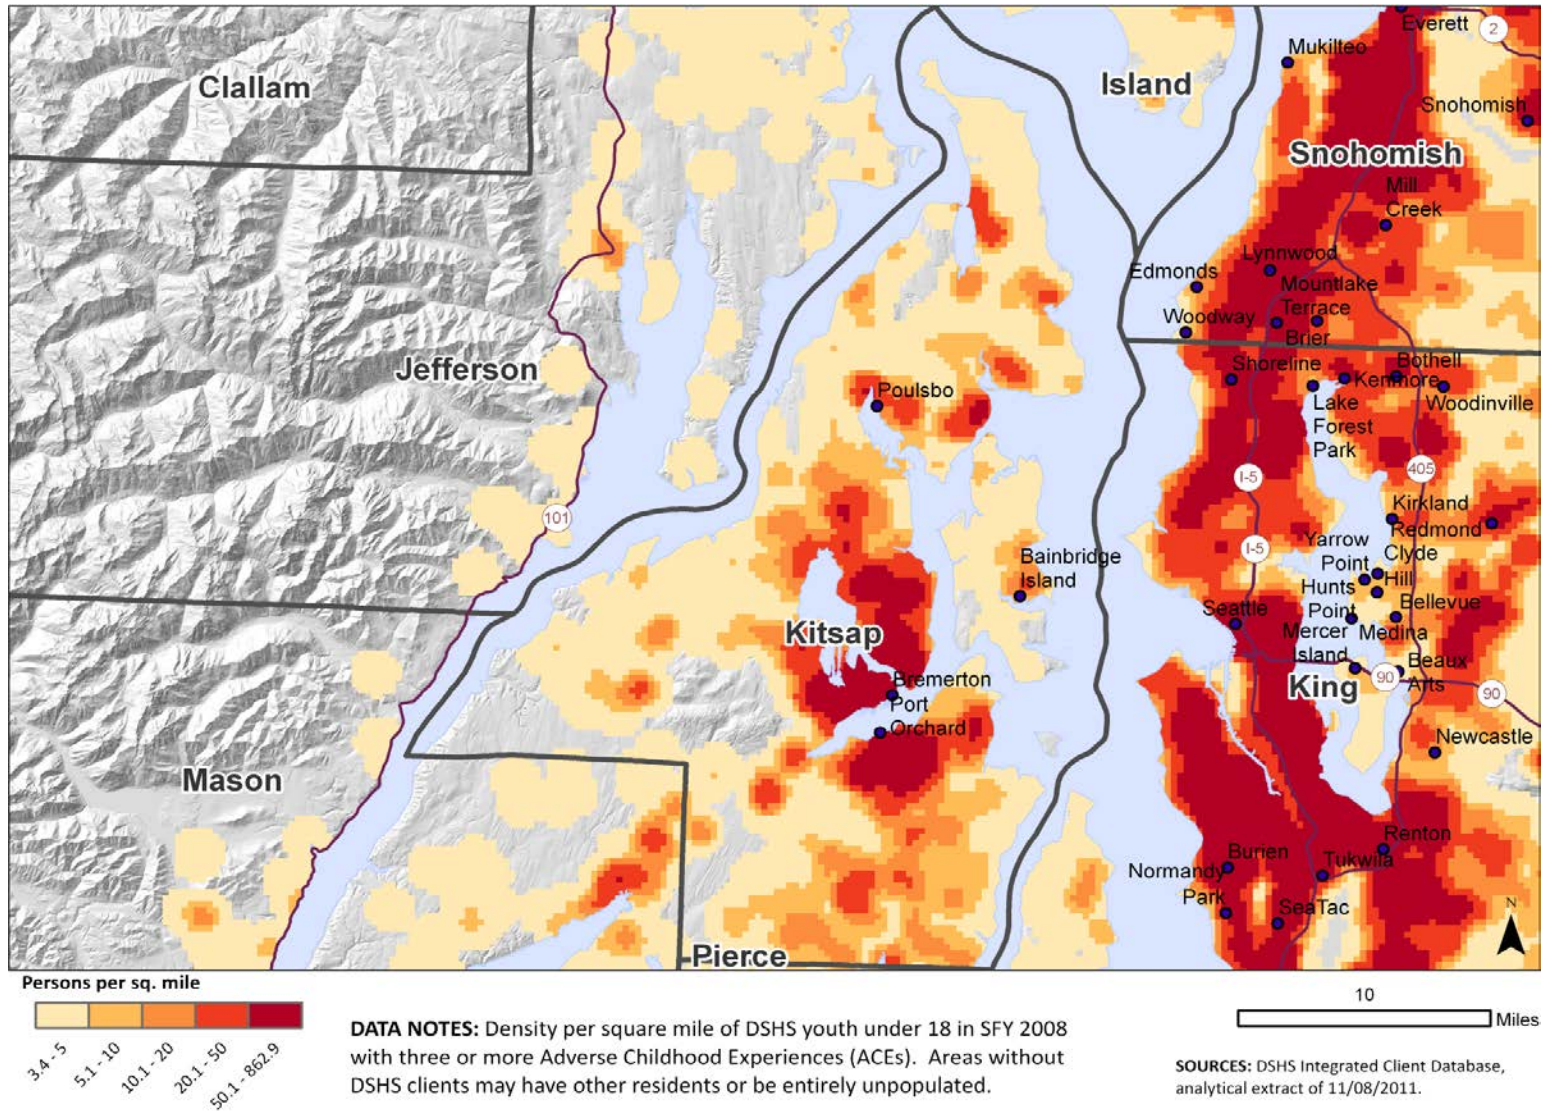 Everett
2
Mukilteo
Clallam
Island
Snohomish
Snohomish
Mill
Creek
Lynnwood
Edmonds
Mountlake
Terrace
Woodway
Brier
Shoreline
Bothell
Kenmore
Jefferson
Poulsbo
Lake
Forest
Park
Woodinville
405
I-5
101
Kirkland
Redmond
I-5
Yarrow
Point
Clyde
Hill
Bainbridge
Island
Hunts
Point
Seattle
Bellevue
Kitsap
Mercer
Island
Medina
Beaux
Arts
Bremerton
King
90
90
Port
Orchard
Newcastle
Mason
Renton
Burien
Tukwila
Normandy
Park
SeaTac
N
Pierce
Persons per sq. mile
3.4 - 5
5.1 - 10
10.1 - 20
20.1 - 50
50.1 - 862.9
DATA NOTES: Density per square mile of DSHS youth under 18 in SFY 2008
with three or more Adverse Childhood Experiences (ACEs). Areas without
DSHS clients may have other residents or be entirely unpopulated.
10
Miles
SOURCES: DSHS Integrated Client Database,
analytical extract of 11/08/2011.